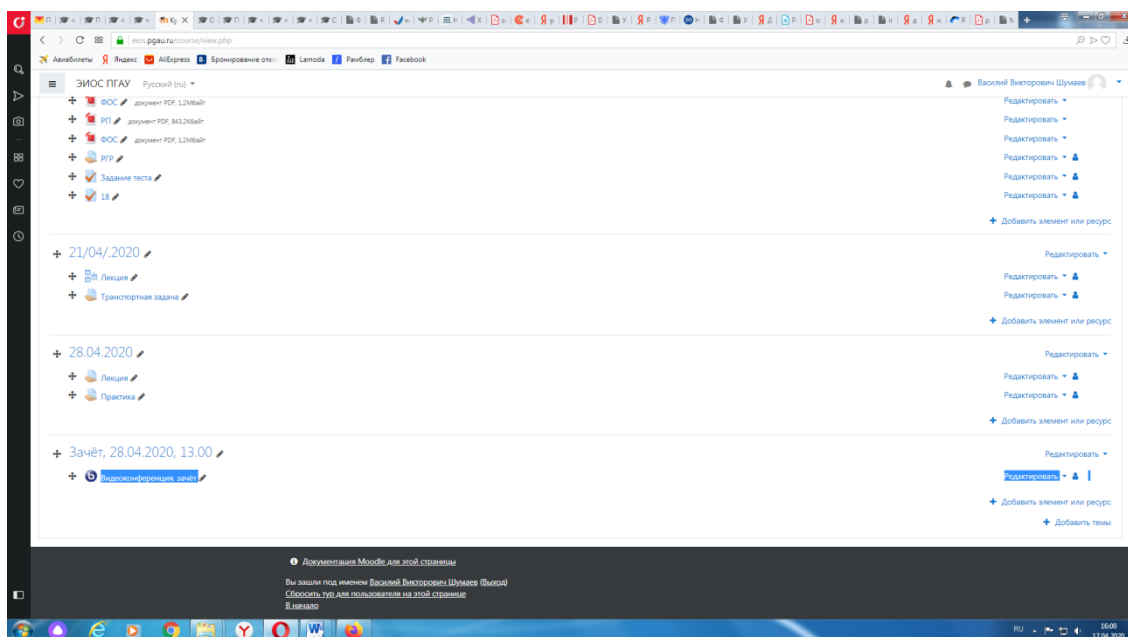 eios.pgau.ru/course/view.php
Авиабилеты Яндекс AliExpress Бронирование отел Lamoda Рамблер Facebook
ЭИОС ПГАУ Русский (ru) Василий Викторович Шумаев
ФОС документ PDF, 1.2Мбайт Редактировать
РП документ PDF, 843.2Кбайт Редактировать
ФОС документ PDF, 1.2Мбайт Редактировать
РГР Редактировать
Задание теста Редактировать
18 Редактировать
Добавить элемент или ресурс
21/04/.2020 Редактировать
Лекция Редактировать
Транспортная задача Редактировать
Добавить элемент или ресурс
28.04.2020 Редактировать
Лекция Редактировать
Практика Редактировать
Добавить элемент или ресурс
Зачёт, 28.04.2020, 13.00 Редактировать
Видеоконференция, зачёт Редактировать
Добавить элемент или ресурс
Добавить темы
Документация Moodle для этой страницы
Вы зашли под именем Василий Викторович Шумаев (Выход)
Сбросить тур для пользователя на этой странице
В начало
RU 16:00
17.04.2020